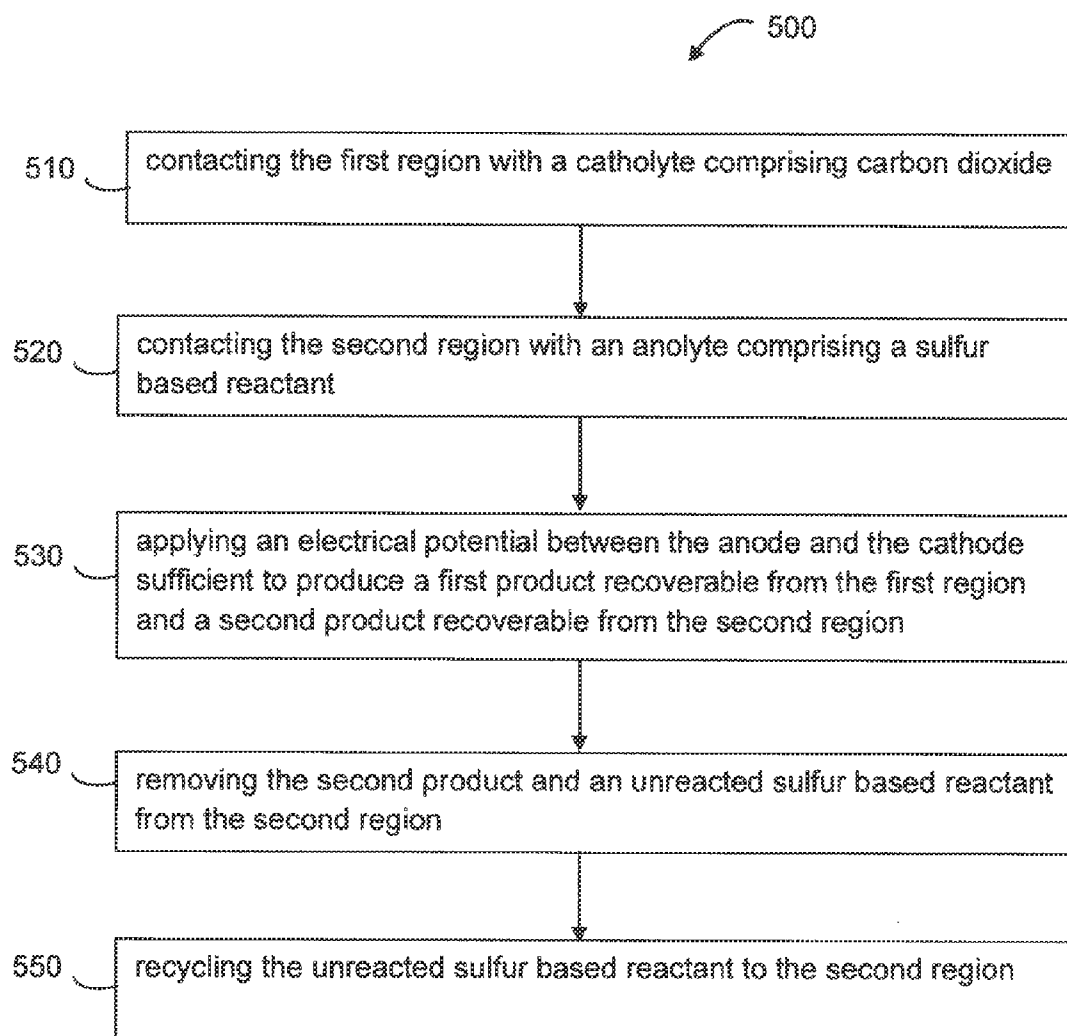 500
510
contacting the first region with a catholyte comprising carbon dioxide
520
contacting the second region with an anolyte comprising a sulfur
based reactant
530
applying an electrical potential between the anode and the cathode
sufficient to produce a first product recoverable from the first region
and a second product recoverable from the second region
540
removing the second product and an unreacted sulfur based reactant
from the second region
550
recycling the unreacted sulfur based reactant to the second region